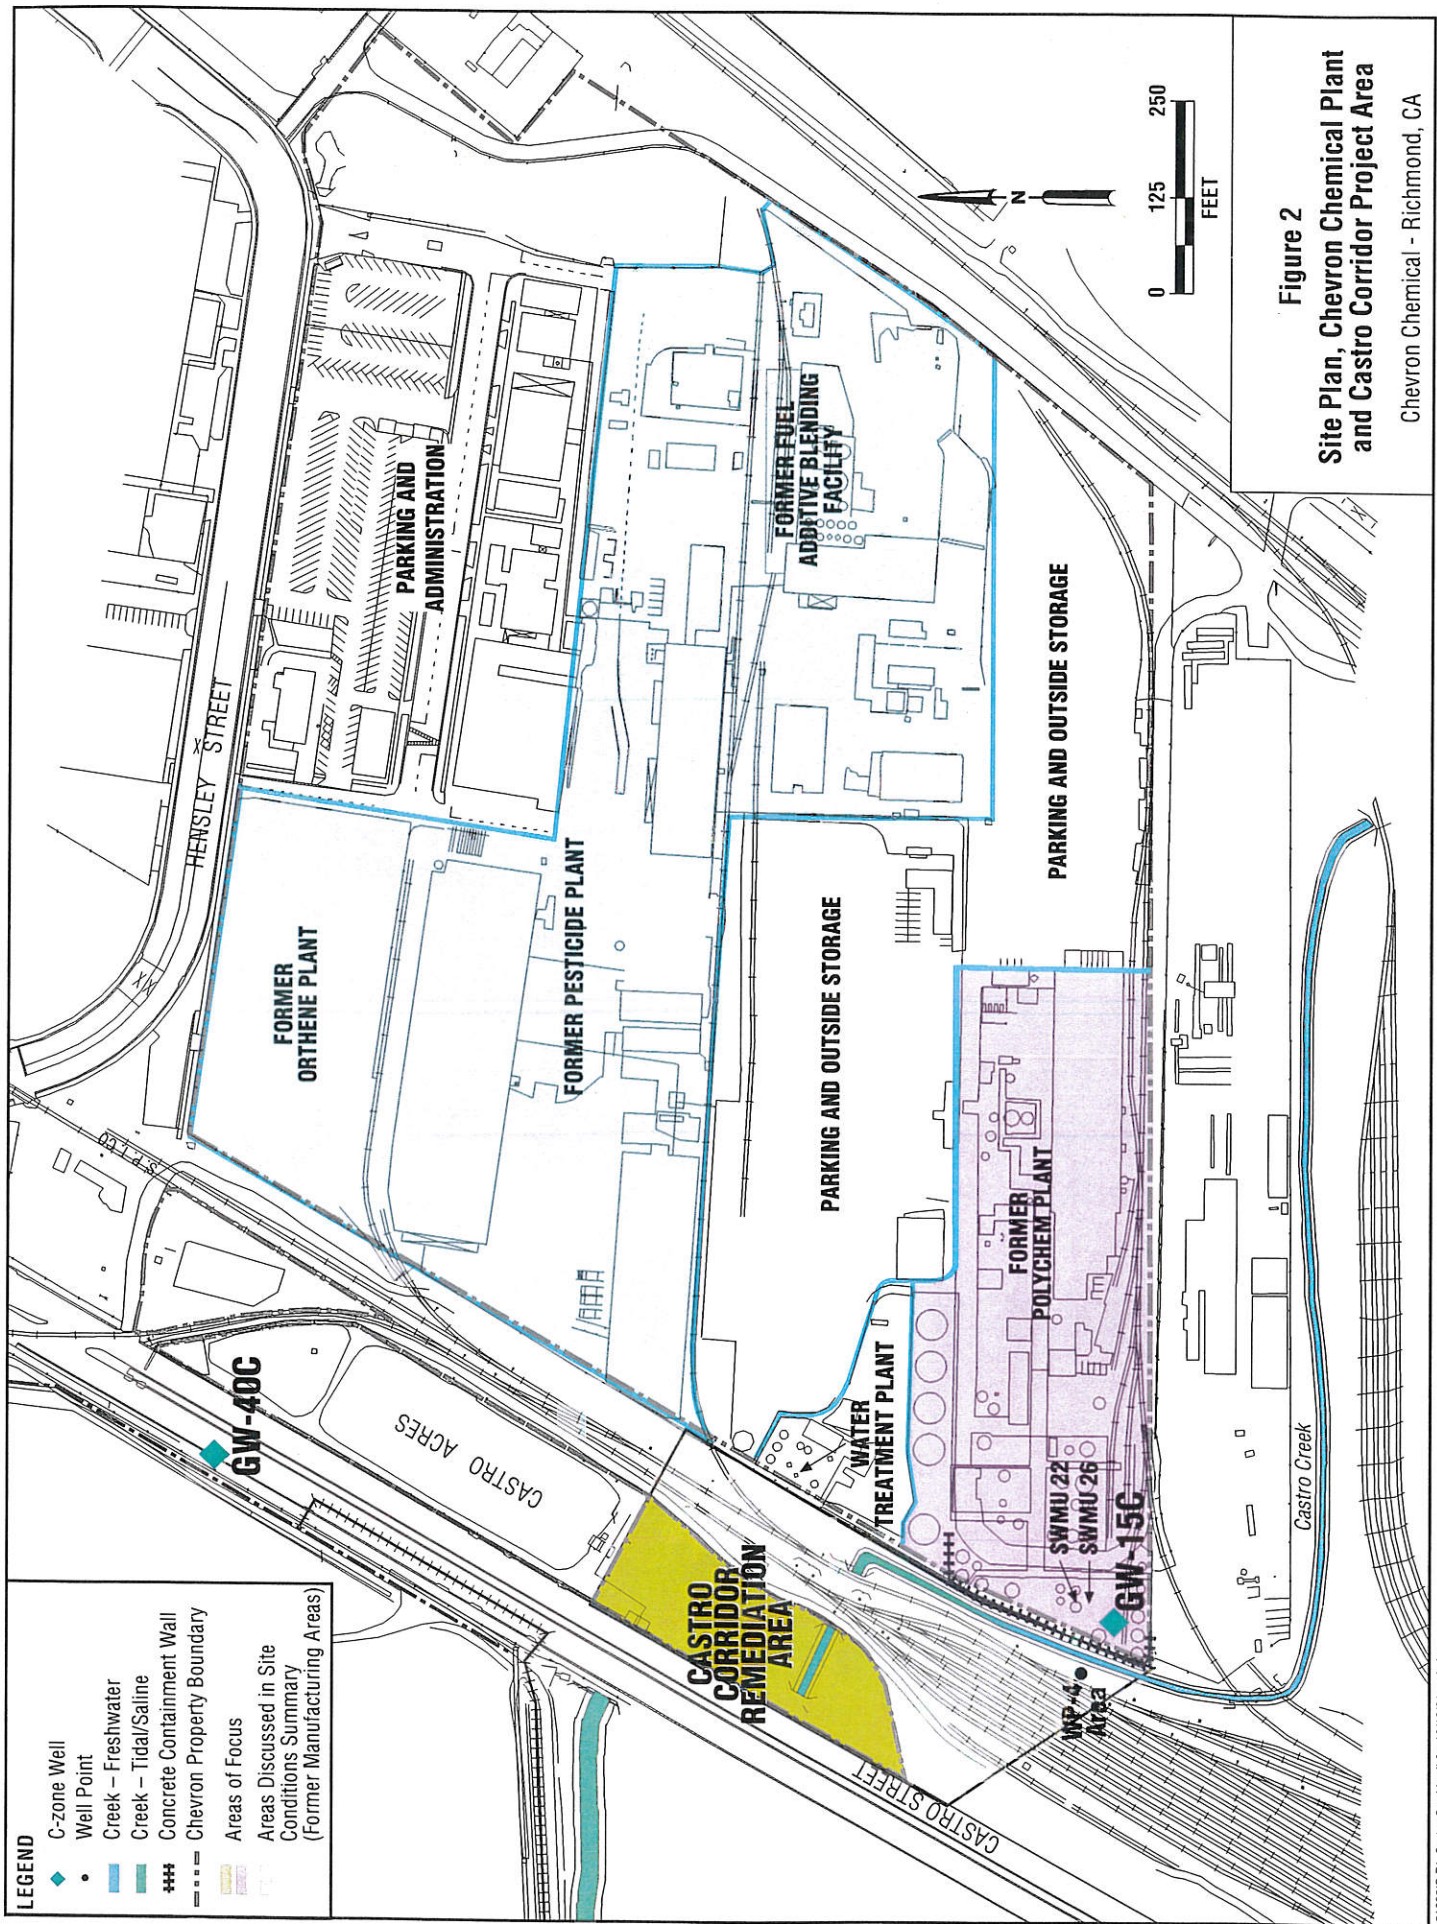 LEGEND
C-zone Well
Well Point
Creek – Freshwater
Creek – Tidal/Saline
Concrete Containment Wall
Chevron Property Boundary
Areas of Focus
Areas Discussed in Site
Conditions Summary
(Former Manufacturing Areas)
GW-40C
CASTRO ACRES
S.P.T. CO
HENSLEY STREET
X
XIX
PARKING AND
ADMINISTRATION
FORMER
ORTHENE PLANT
FORMER PESTICIDE PLANT
FORMER FUEL
ADDITIVE BLENDING
FACILITY
PARKING AND OUTSIDE STORAGE
PARKING AND OUTSIDE STORAGE
WATER
TREATMENT PLANT
FORMER
POLYCHEM PLANT
SWMU 22
SWMU 26
GW-15C
CASTRO
CORRIDOR
REMEDIATION
AREA
CASTRO STREET
WP-4
Area
Castro Creek
N
0 125 250
FEET
Figure 2
Site Plan, Chevron Chemical Plant
and Castro Corridor Project Area
Chevron Chemical - Richmond, CA